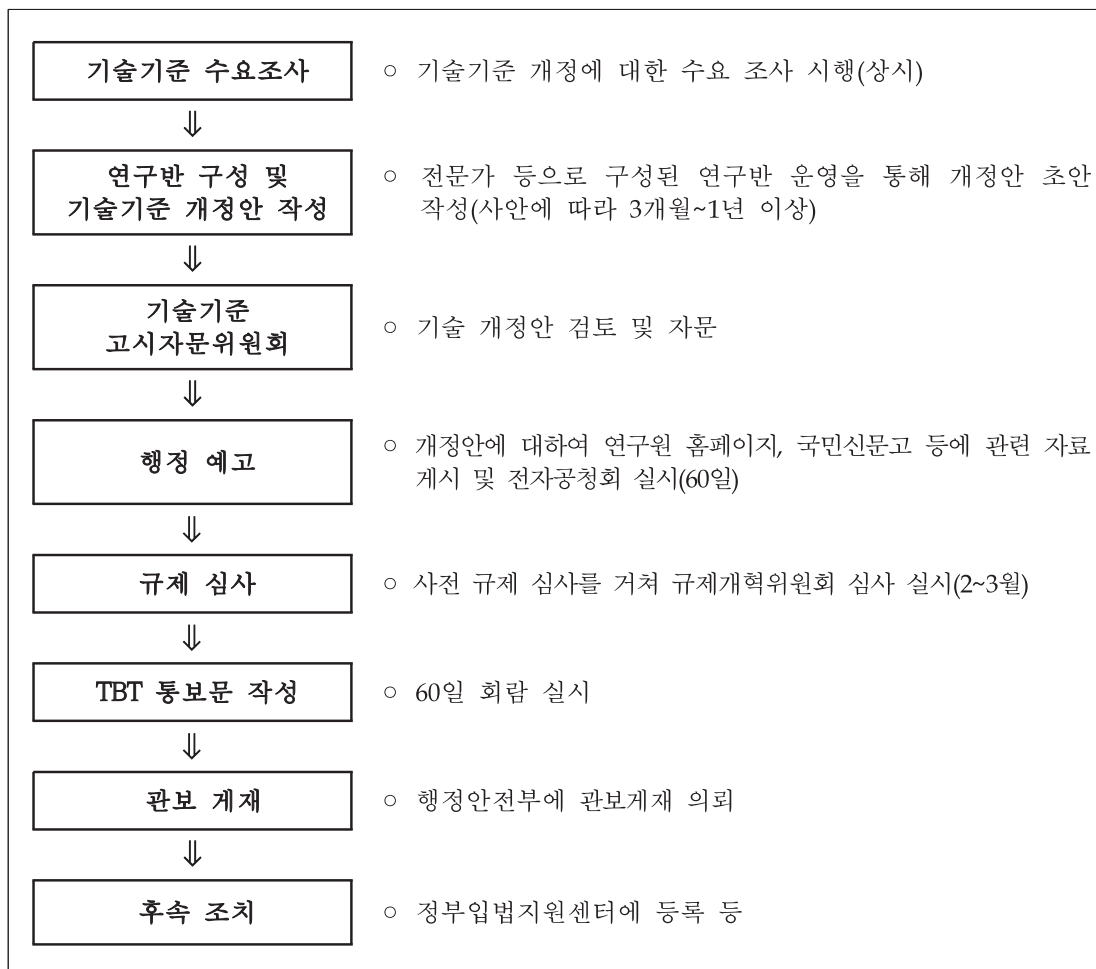 기술기준 수요조사
○ 기술기준 개정에 대한 수요 조사 시행(상시)
⇓
연구반 구성 및
기술기준 개정안 작성
○ 전문가 등으로 구성된 연구반 운영을 통해 개정안 초안
작성(사안에 따라 3개월~1년 이상)
⇓
기술기준
고시자문위원회
○ 기술 개정안 검토 및 자문
⇓
행정 예고
○ 개정안에 대하여 연구원 홈페이지, 국민신문고 등에 관련 자료
게시 및 전자공청회 실시(60일)
⇓
규제 심사
○ 사전 규제 심사를 거쳐 규제개혁위원회 심사 실시(2~3월)
⇓
TBT 통보문 작성
○ 60일 회람 실시
⇓
관보 게재
○ 행정안전부에 관보게재 의뢰
⇓
후속 조치
○ 정부입법지원센터에 등록 등